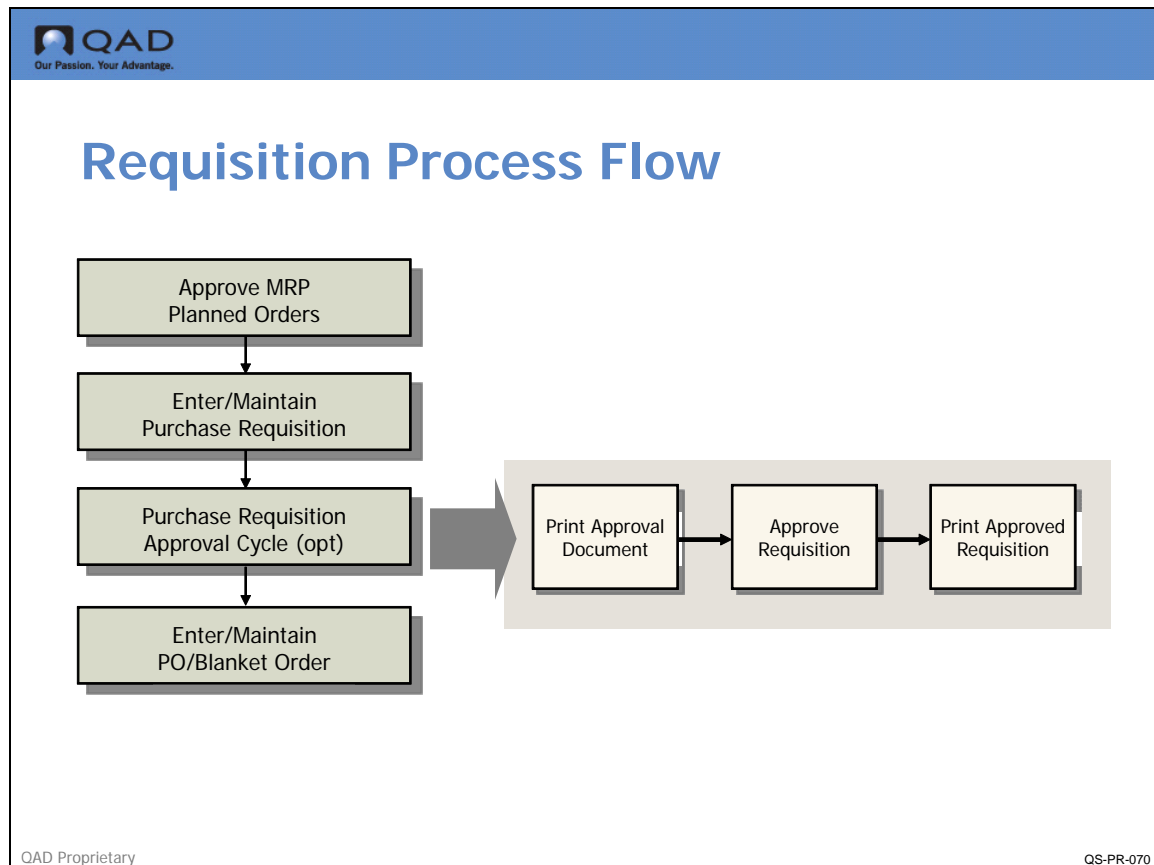 QAD
Our Passion. Your Advantage.
Requisition Process Flow
Approve MRP
Planned Orders
Enter/Maintain
Purchase Requisition
Purchase Requisition
Approval Cycle (opt)
Enter/Maintain
PO/Blanket Order
Print Approval
Document
Approve
Requisition
Print Approved
Requisition
QAD Proprietary
QS-PR-070